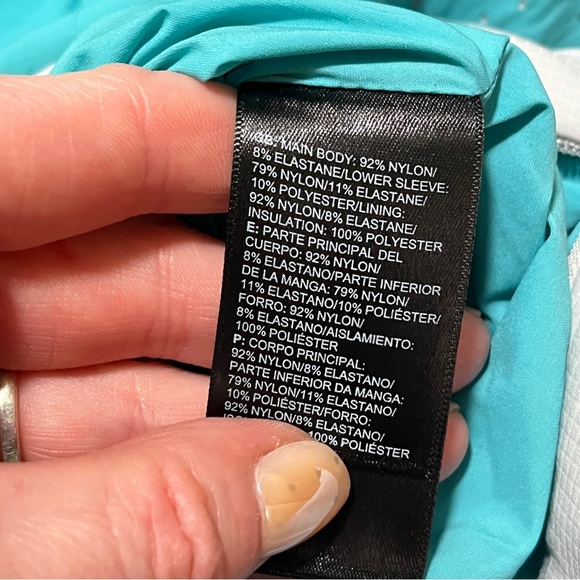 GB: MAIN BODY: 92% NYLON/
8% ELASTANE/LOWER SLEEVE:
79% NYLON/11% ELASTANE/
10% POLYESTER/LINING:
92% NYLON/8% ELASTANE/
INSULATION: 100% POLYESTER
E: PARTE PRINCIPAL DEL
CUERPO: 92% NYLON/
8% ELASTANO/PARTE INFERIOR
DE LA MANGA: 79% NYLON/
11% ELASTANO/10% POLIÉSTER/
FORRO: 92% NYLON/
8% ELASTANO/AISLAMIENTO:
100% POLIÉSTER
P: CORPO PRINCIPAL:
92% NYLON/8% ELASTANO/
PARTE INFERIOR DA MANGA:
79% NYLON/11% ELASTANO/
10% POLIÉSTER/FORRO:
92% NYLON/8% ELASTANO/
100% POLIÉSTER